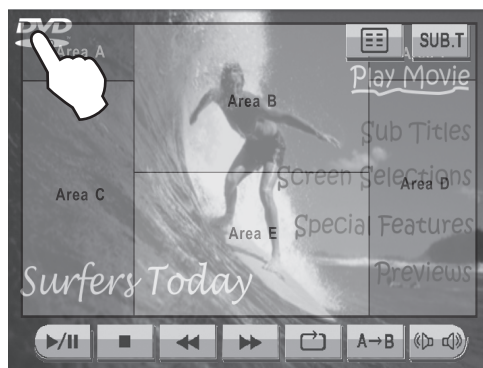 DVD
SUB.T
Area A
Play Movie
Area B
Sub Titles
Screen Selections
Area C
Area D
Special Features
Area E
Previews
Surfers Today
A→B